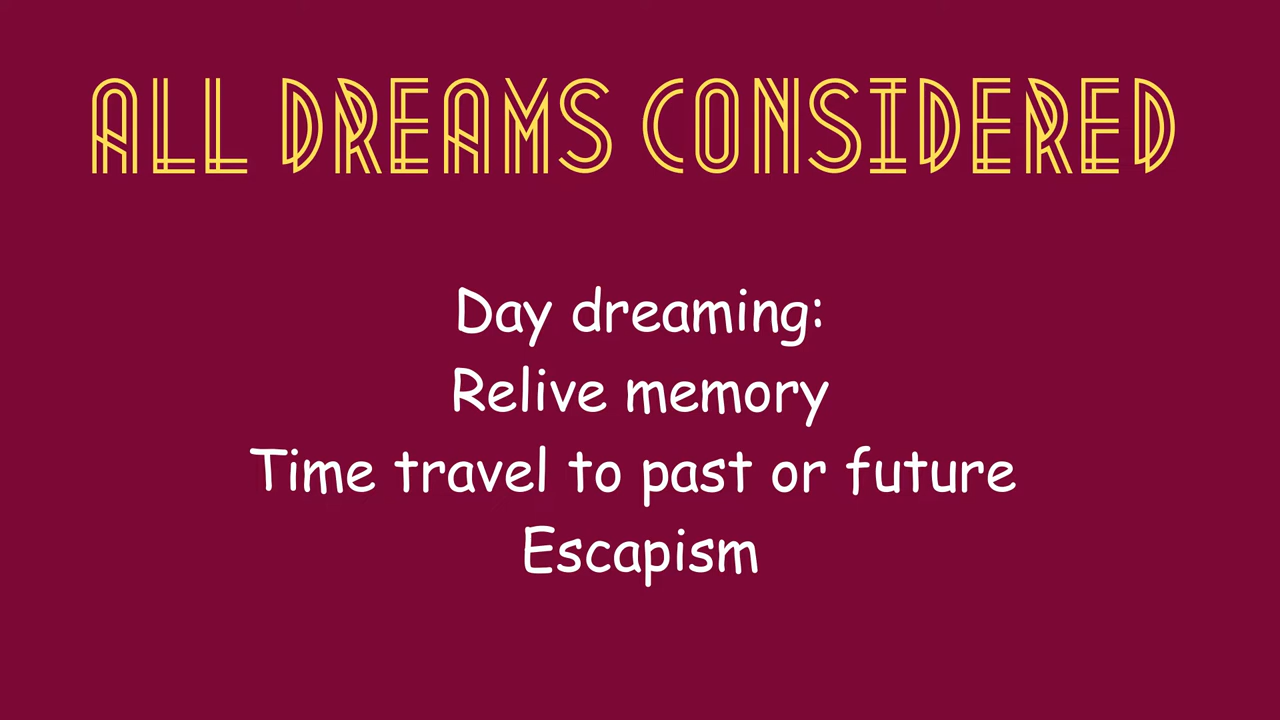 ALL DREAMS CONSIDERED
Day dreaming:
Relive memory
Time travel to past or future
Escapism